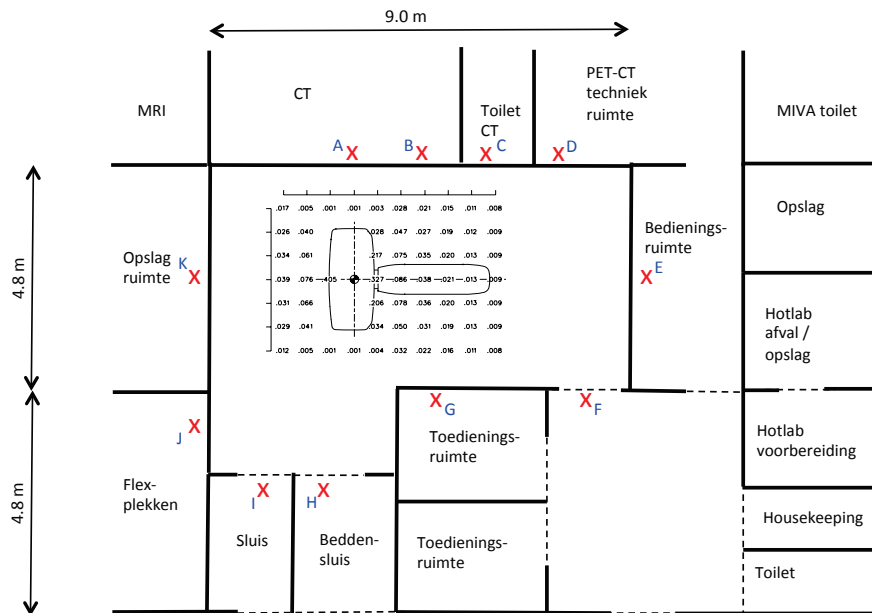 9.0 m
MRI
CT
Toilet
CT
PET-CT
techniek
ruimte
MIVA toilet
A X
B X
X C
X D
4.8 m
Opslag
ruimte
K X
.017 .005 .001 .001 .003 .028 .021 .015 .011 .008
.026 .040 .028 .047 .027 .019 .012 .009
.034 .061 .217 .075 .035 .020 .013 .009
.039 .076 .405 .327 .086 .038 .021 .013 .009
.031 .066 .206 .078 .036 .020 .013 .009
.029 .041 .034 .050 .031 .019 .013 .009
.012 .005 .001 .001 .004 .032 .022 .016 .011 .008
Bedienings-
ruimte
X E
Opslag
Hotlab
afval /
opslag
4.8 m
J X
Flex-
plekken
X G
Toedienings-
ruimte
X F
Hotlab
voorbereiding
I X
Sluis
H X
Bedden-
sluis
Toedienings-
ruimte
Housekeeping
Toilet